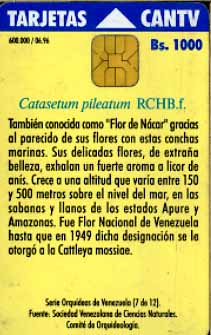 TARJETAS CANTV
600.000 / 06.96
Bs. 1000
Catasetum pileatum RCHB.f.
También conocida como "Flor de Nácar" gracias
al parecido de sus flores con estas conchas
marinas. Sus delicadas flores, de extraña
belleza, exhalan un fuerte aroma a licor de
anís. Crece a una altitud que varía entre 150
y 500 metros sobre el nivel del mar, en las
sabanas y llanos de los estados Apure y
Amazonas. Fue Flor Nacional de Venezuela
hasta que en 1949 dicha designación se la
otorgó a la Cattleya mossiae.
Serie Orquídeas de Venezuela (7 de 12).
Fuente: Sociedad Venezolana de Ciencias Naturales.
Comité de Orquideología.